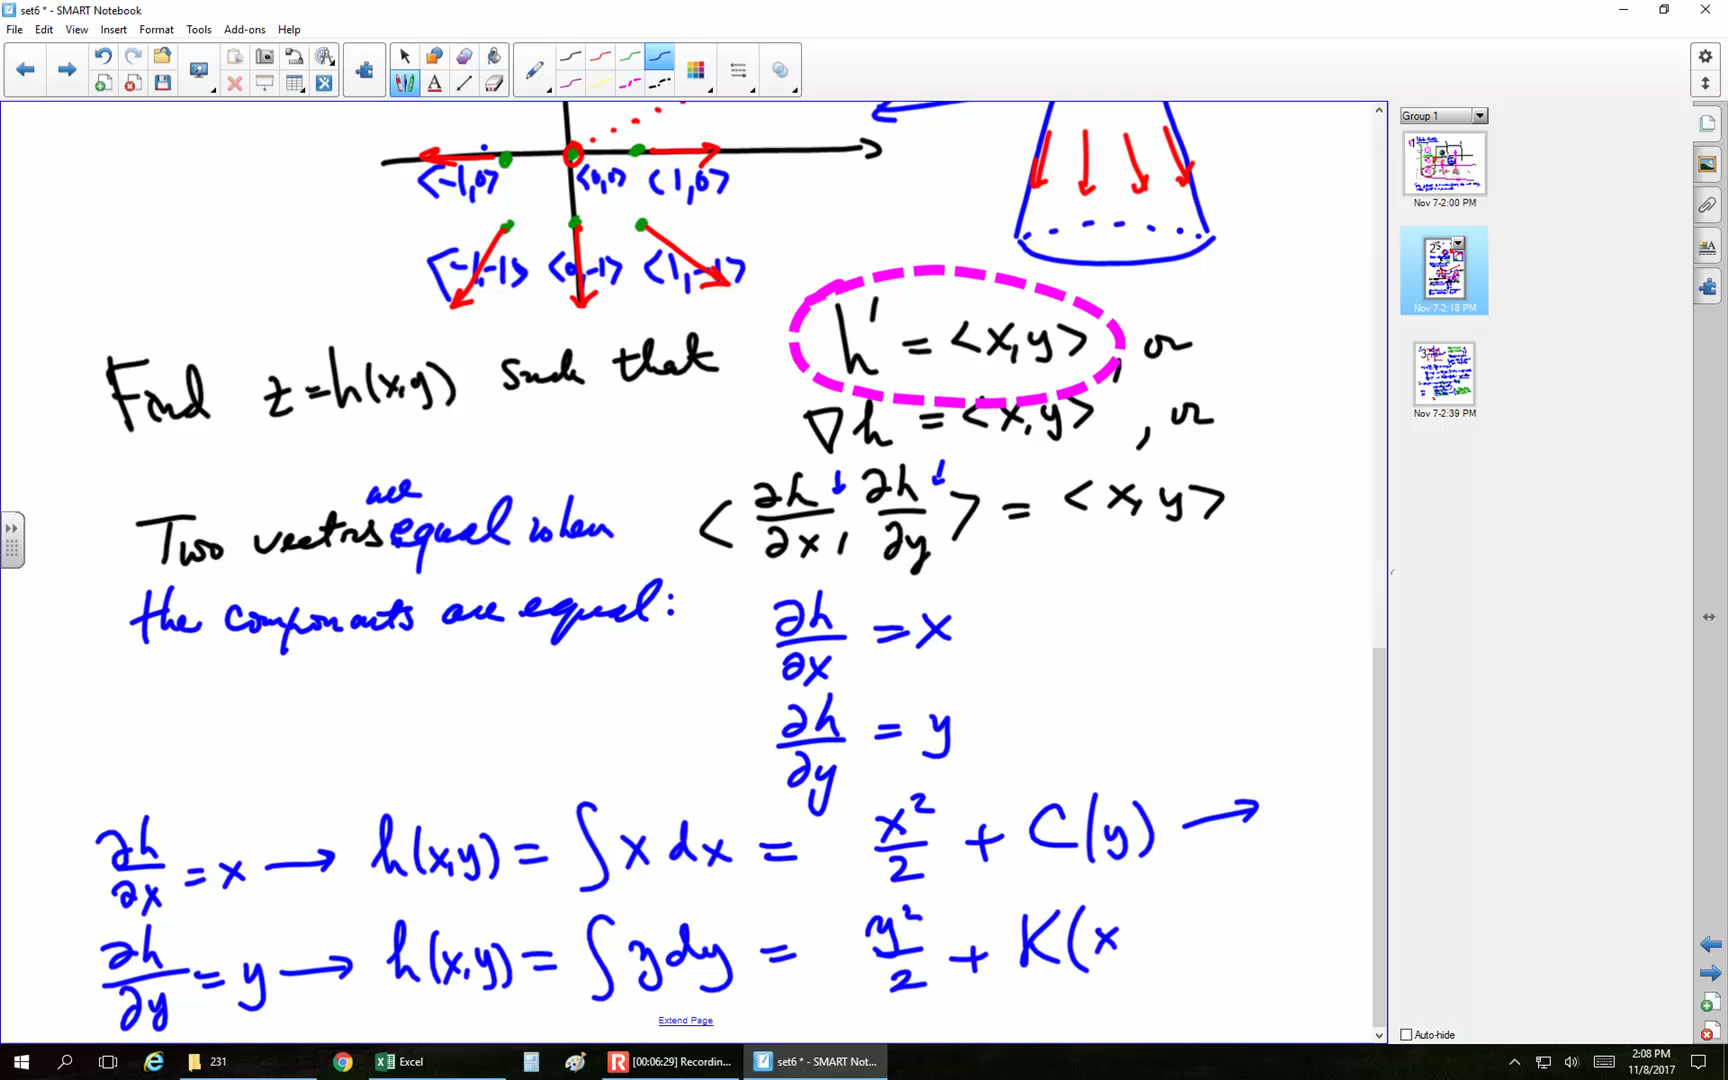 set6 * - SMART Notebook
File Edit View Insert Format Tools Add-ons Help
<-1,0> <0,0> <1,0>
<-1,-1> <0,-1> <1,-1>
Find z=h(x,y) such that h' = <x,y>, or
∇h = <x,y>, or
Two vectors are equal when <∂h/∂x, ∂h/∂y> = <x,y>
the components are equal: ∂h/∂x = x
∂h/∂y = y
∂h/∂x = x → h(x,y) = ∫ x dx = x²/2 + C(y) →
∂h/∂y = y → h(x,y) = ∫ y dy = y²/2 + K(x
Extend Page
Group 1
Nov 7-2:00 PM
Nov 7-2:18 PM
Nov 7-2:39 PM
Auto-hide
231
Excel
[00:06:29] Recordin...
set6 * - SMART Not...
2:08 PM
11/8/2017